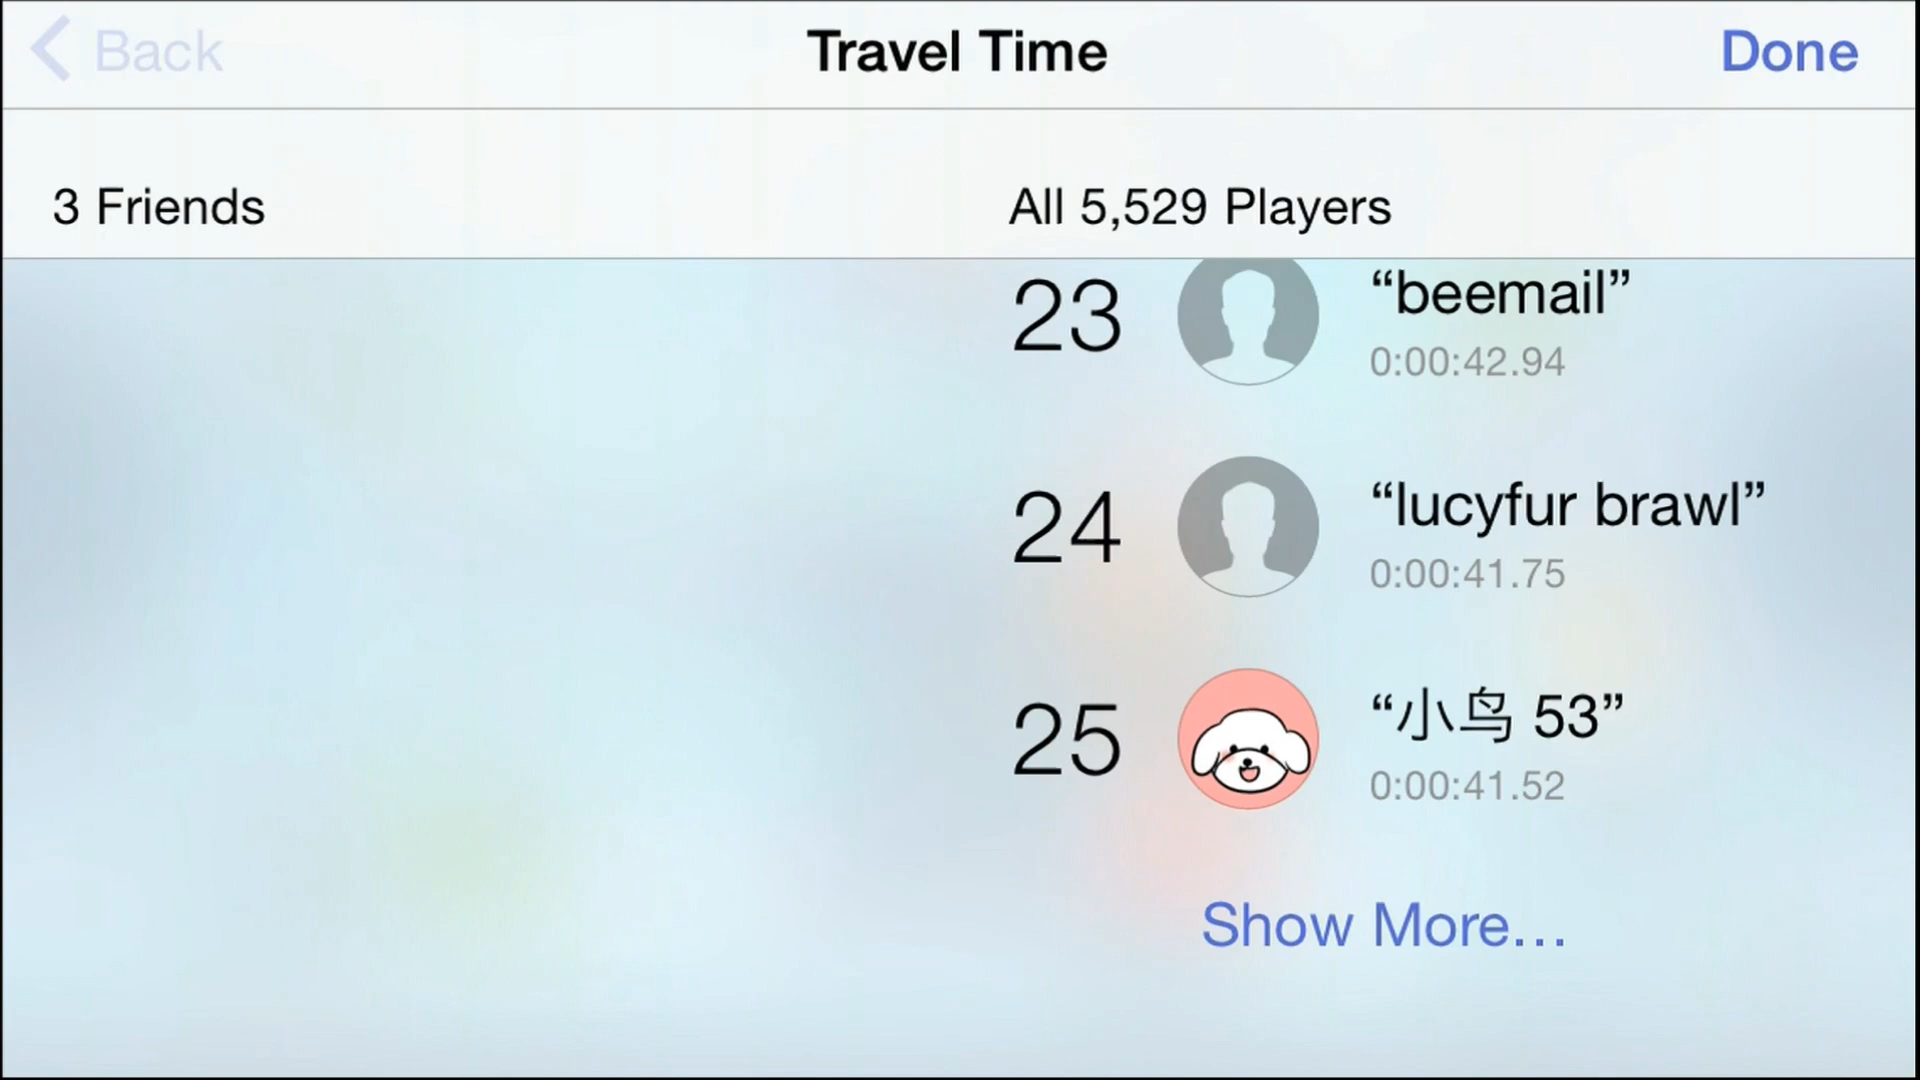 Back
Travel Time
Done
3 Friends
All 5,529 Players
23
“beemail”
0:00:42.94
24
“lucyfur brawl”
0:00:41.75
25
“小鸟 53”
0:00:41.52
Show More...